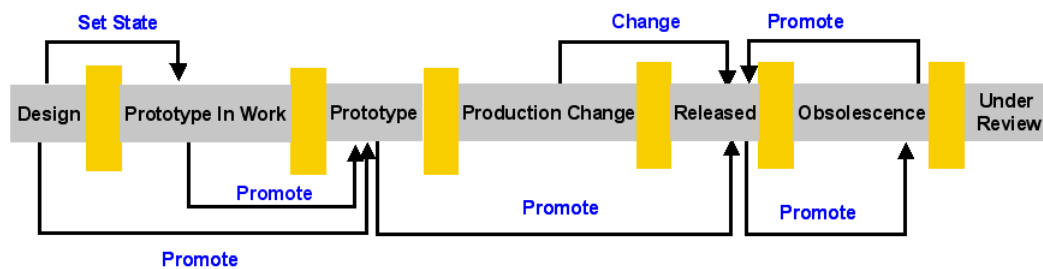 Set State
Change
Promote
Design
Prototype In Work
Prototype
Production Change
Released
Obsolescence
Under
Review
Promote
Promote
Promote
Promote